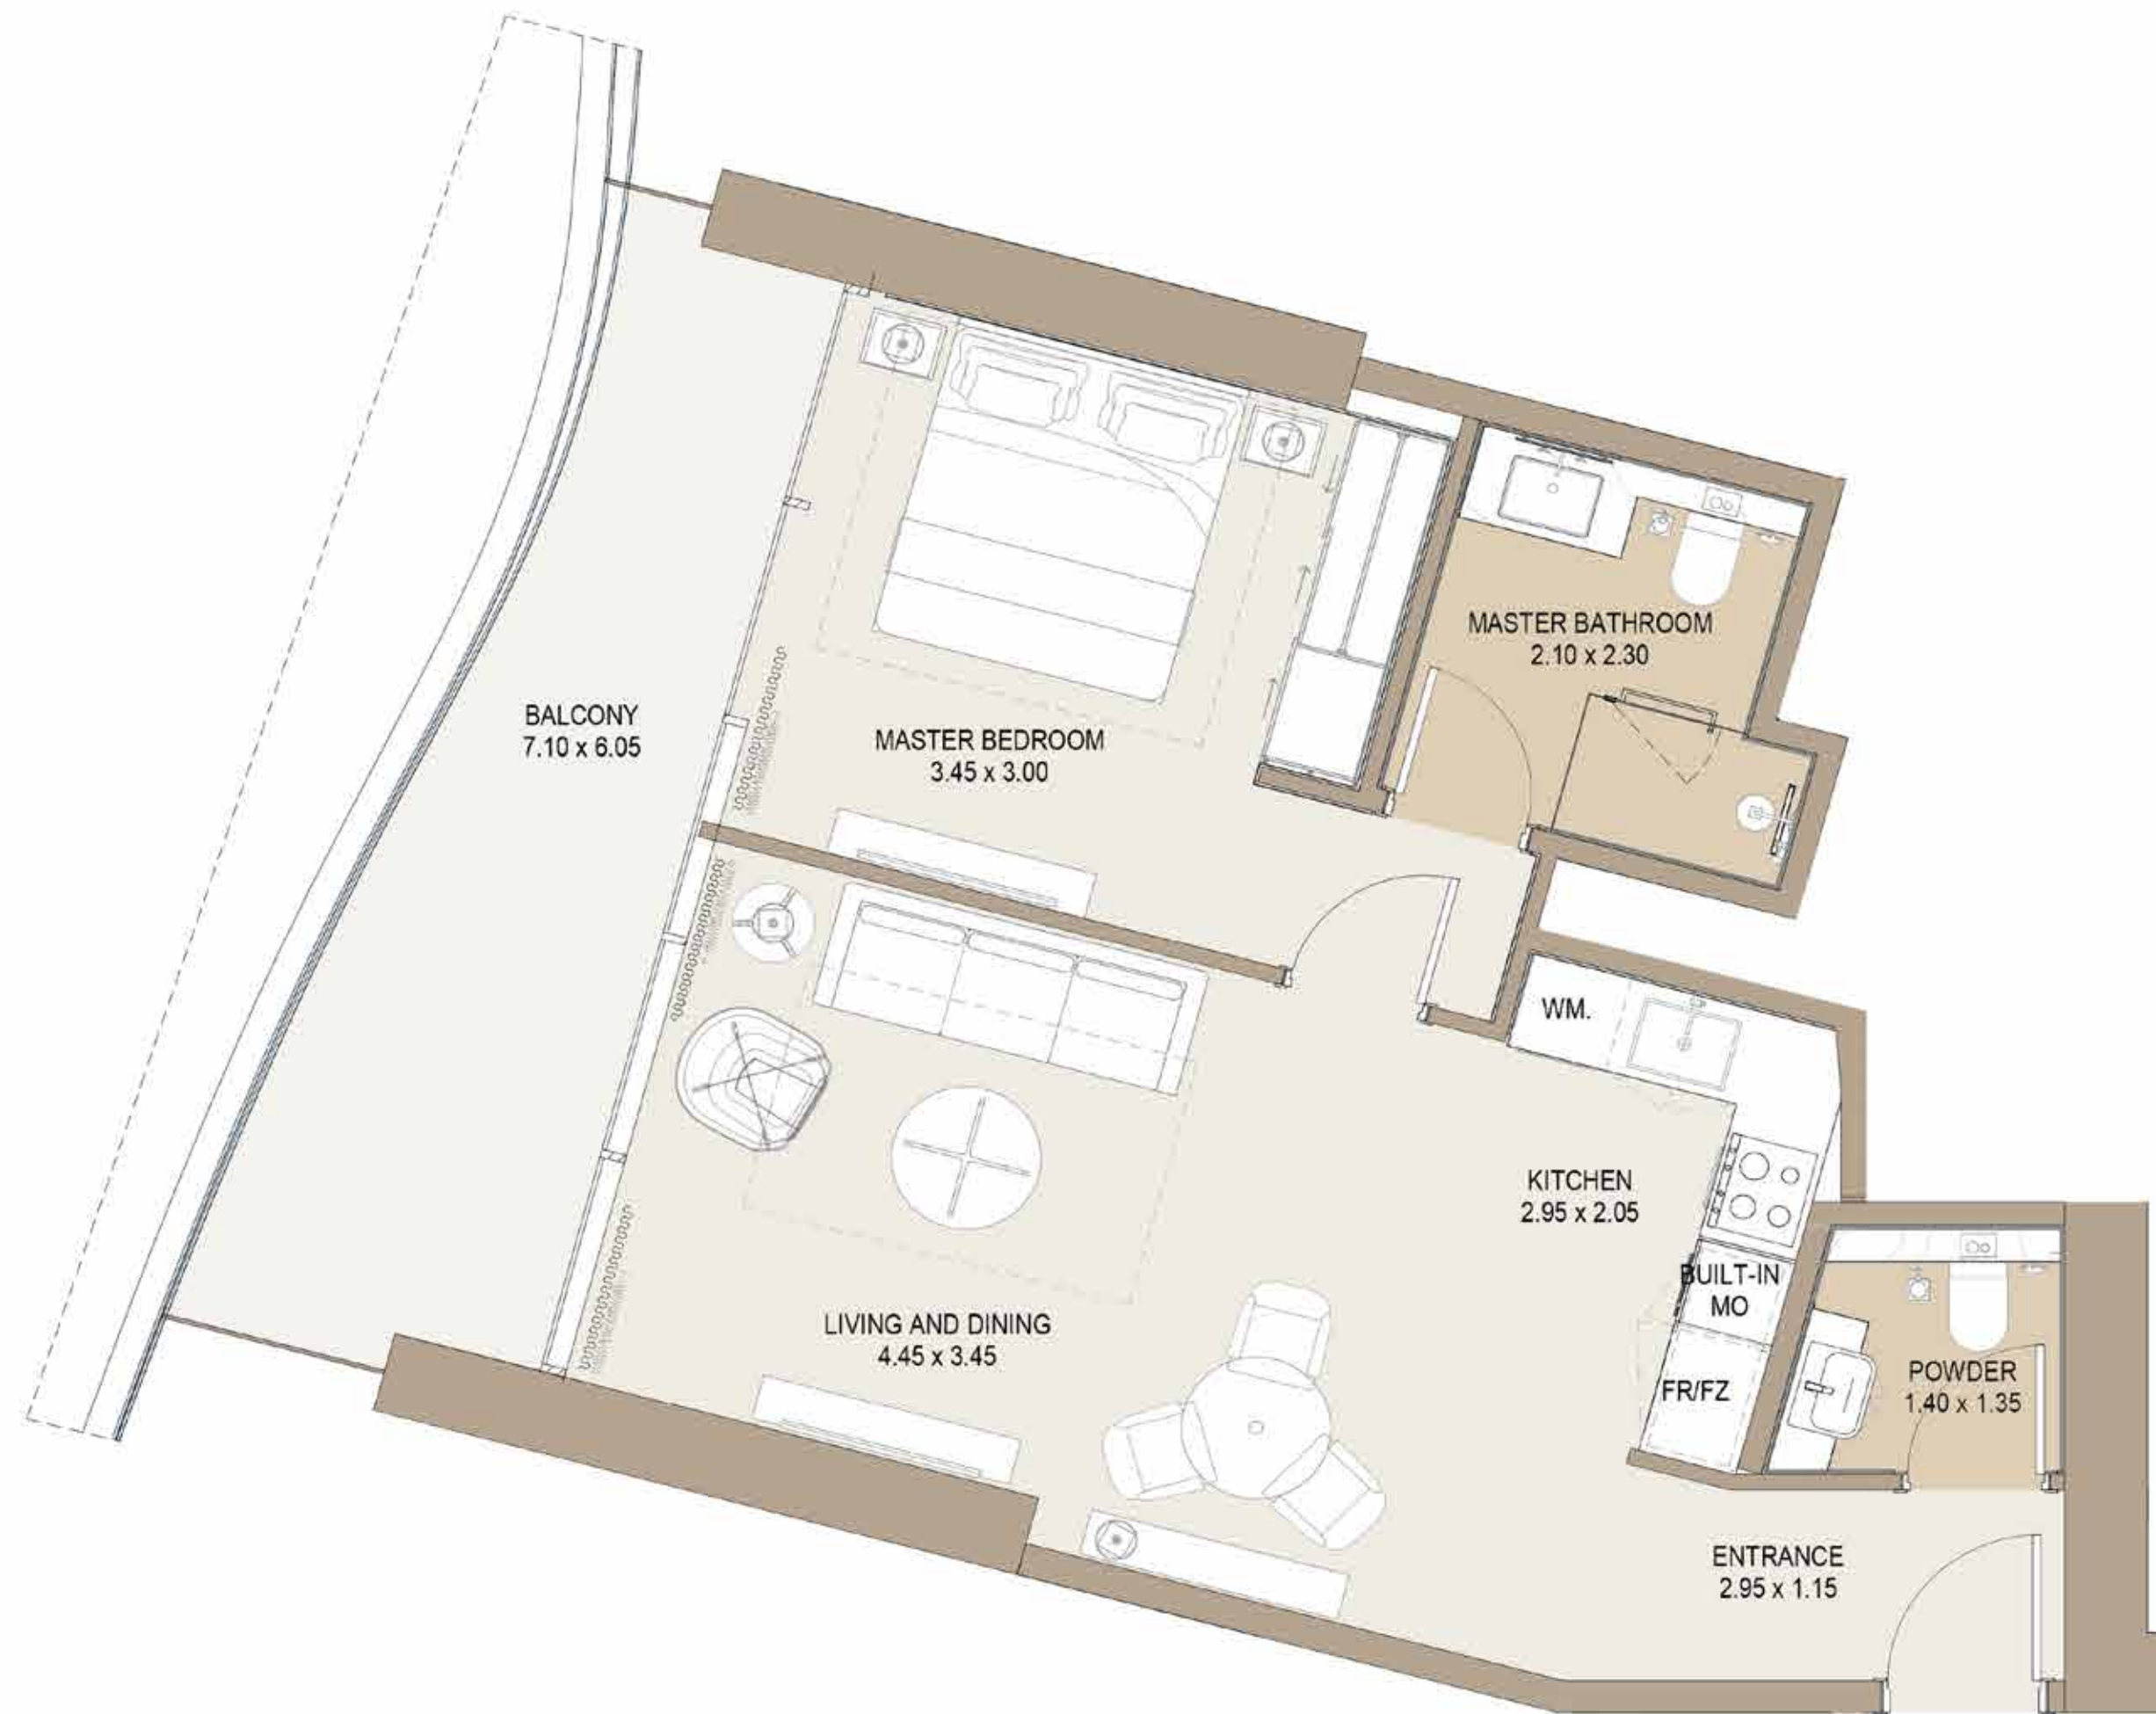 MASTER BATHROOM
2.10 x 2.30
BALCONY
7.10 x 6.05
MASTER BEDROOM
3.45 x 3.00
WM.
KITCHEN
2.95 x 2.05
BUILT-IN
MO
LIVING AND DINING
4.45 x 3.45
FR/FZ
POWDER
1.40 x 1.35
ENTRANCE
2.95 x 1.15